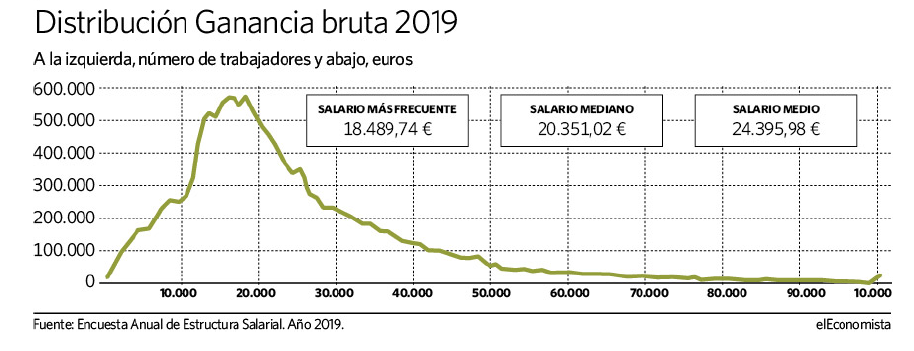 Distribución Ganancia bruta 2019
A la izquierda, número de trabajadores y abajo, euros
600.000
500.000
400.000
300.000
200.000
100.000
0
SALARIO MÁS FRECUENTE
18.489,74 €
SALARIO MEDIANO
20.351,02 €
SALARIO MEDIO
24.395,98 €
10.000 20.000 30.000 40.000 50.000 60.000 70.000 80.000 90.000 10.000
Fuente: Encuesta Anual de Estructura Salarial. Año 2019. elEconomista